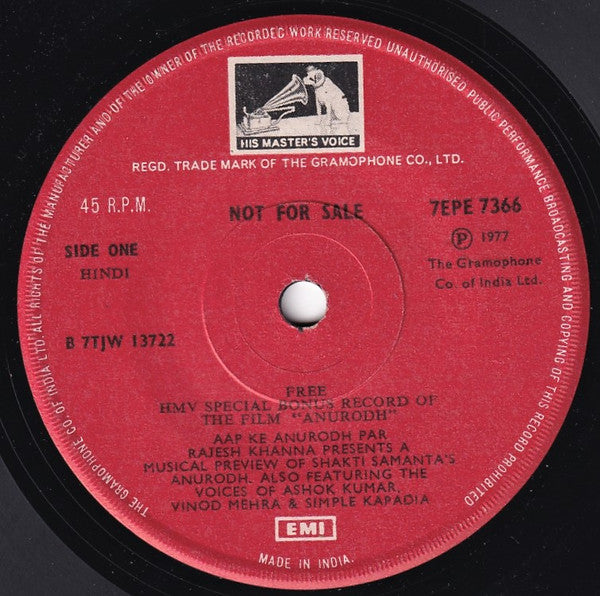 THE GRAMOPHONE CO. OF INDIA LTD. ALL RIGHTS OF THE MANUFACTURER AND OF THE OWNER OF THE RECORDED WORK RESERVED UNAUTHORISED PUBLIC PERFORMANCE BROADCASTING AND COPYING OF THIS RECORD PROHIBITED
HIS MASTER'S VOICE
REGD. TRADE MARK OF THE GRAMOPHONE CO., LTD.
45 R.P.M.
NOT FOR SALE
7EPE 7366
SIDE ONE
HINDI
℗ 1977
The Gramophone
Co. of India Ltd.
B 7TJW 13722
FREE
HMV SPECIAL BONUS RECORD OF
THE FILM "ANURODH"
AAP KE ANURODH PAR
RAJESH KHANNA PRESENTS A
MUSICAL PREVIEW OF SHAKTI SAMANTA'S
ANURODH. ALSO FEATURING THE
VOICES OF ASHOK KUMAR,
VINOD MEHRA & SIMPLE KAPADIA
EMI
MADE IN INDIA.